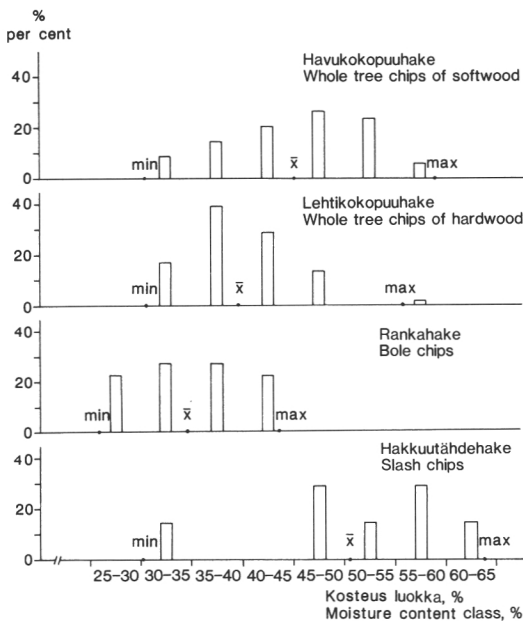 %
per cent
Havukokopuuhake
Whole tree chips of softwood
40
20
0
min
x̄
max
Lehtikokopuuhake
Whole tree chips of hardwood
40
20
0
min
x̄
max
Rankahake
Bole chips
40
20
0
min
x̄
max
Hakkuutähdehake
Slash chips
40
20
0
min
x̄
max
25–30 30–35 35–40 40–45 45–50 50–55 55–60 60–65
Kosteus luokka, %
Moisture content class, %